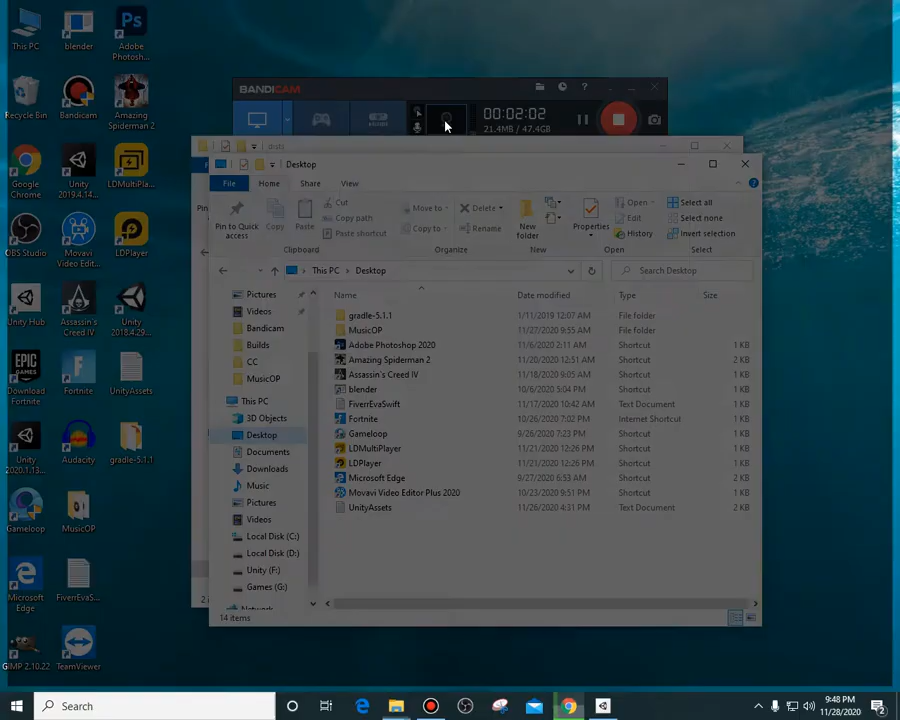 This PC
blender
Adobe
Photosh...
Recycle Bin
Bandicam
Amazing
Spiderman 2
Google
Chrome
Unity
2019.4.14...
LDMultiPla...
OBS Studio
Movavi
Video Edit...
LDPlayer
Unity Hub
Assassin`s
Creed IV
Unity
2018.4.29...
Download
Fortnite
Fortnite
UnityAssets
Unity
2020.1.13...
Audacity
gradle-5.1.1
Gameloop
MusicOP
Microsoft
Edge
FiverrEvaS...
GIMP 2.10.22
TeamViewer
BANDICAM
00:02:02
21.4MB / 47.4GB
Desktop
File
Home
Share
View
Pin to Quick
access
Copy
Paste
Cut
Copy path
Paste shortcut
Clipboard
Move to
Copy to
Delete
Rename
Organize
New
folder
New
Properties
Open
Edit
History
Open
Select all
Select none
Invert selection
Select
This PC
Desktop
Search Desktop
Name
Date modified
Type
Size
gradle-5.1.1 1/11/2019 12:07 AM File folder
MusicOP 11/27/2020 9:55 AM File folder
Adobe Photoshop 2020 11/6/2020 2:11 AM Shortcut 1 KB
Amazing Spiderman 2 11/20/2020 12:51 AM Shortcut 2 KB
Assassin`s Creed IV 11/18/2020 9:05 AM Shortcut 1 KB
blender 10/6/2020 5:04 PM Shortcut 1 KB
FiverrEvaSwift 11/17/2020 10:42 AM Text Document 1 KB
Fortnite 10/26/2020 7:02 PM Internet Shortcut 1 KB
Gameloop 9/26/2020 7:23 PM Shortcut 1 KB
LDMultiPlayer 11/21/2020 12:26 PM Shortcut 1 KB
LDPlayer 11/21/2020 12:26 PM Shortcut 1 KB
Microsoft Edge 9/27/2020 6:53 AM Shortcut 2 KB
Movavi Video Editor Plus 2020 10/23/2020 9:51 PM Shortcut 1 KB
UnityAssets 11/26/2020 4:31 PM Text Document 2 KB
Pictures
Videos
Bandicam
Builds
CC
MusicOP
This PC
3D Objects
Desktop
Documents
Downloads
Music
Pictures
Videos
Local Disk (C:)
Local Disk (D:)
Unity (F:)
Games (G:)
Network
14 items
Search
9:48 PM
11/28/2020
2